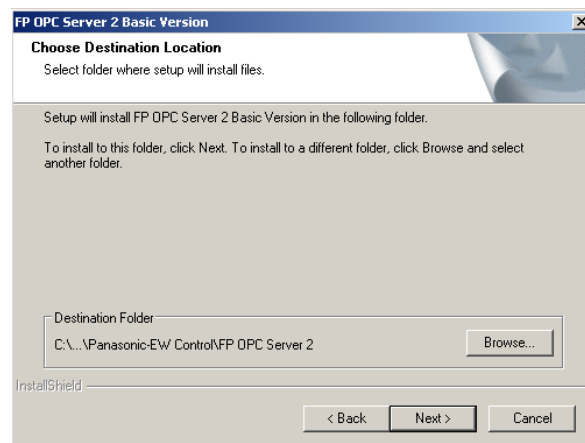 FP OPC Server 2 Basic Version
Choose Destination Location
Select folder where setup will install files.
Setup will install FP OPC Server 2 Basic Version in the following folder.
To install to this folder, click Next. To install to a different folder, click Browse and select
another folder.
Destination Folder
C:\...\Panasonic-EW Control\FP OPC Server 2
Browse...
InstallShield
< Back
Next >
Cancel